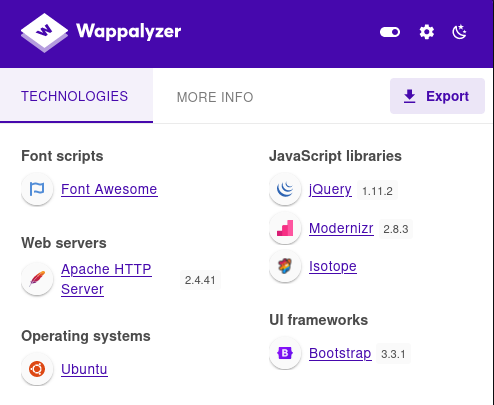 Wappalyzer
TECHNOLOGIES
MORE INFO
Export
Font scripts
Font Awesome
Web servers
Apache HTTP
Server
2.4.41
Operating systems
Ubuntu
JavaScript libraries
jQuery 1.11.2
Modernizr 2.8.3
Isotope
UI frameworks
Bootstrap 3.3.1